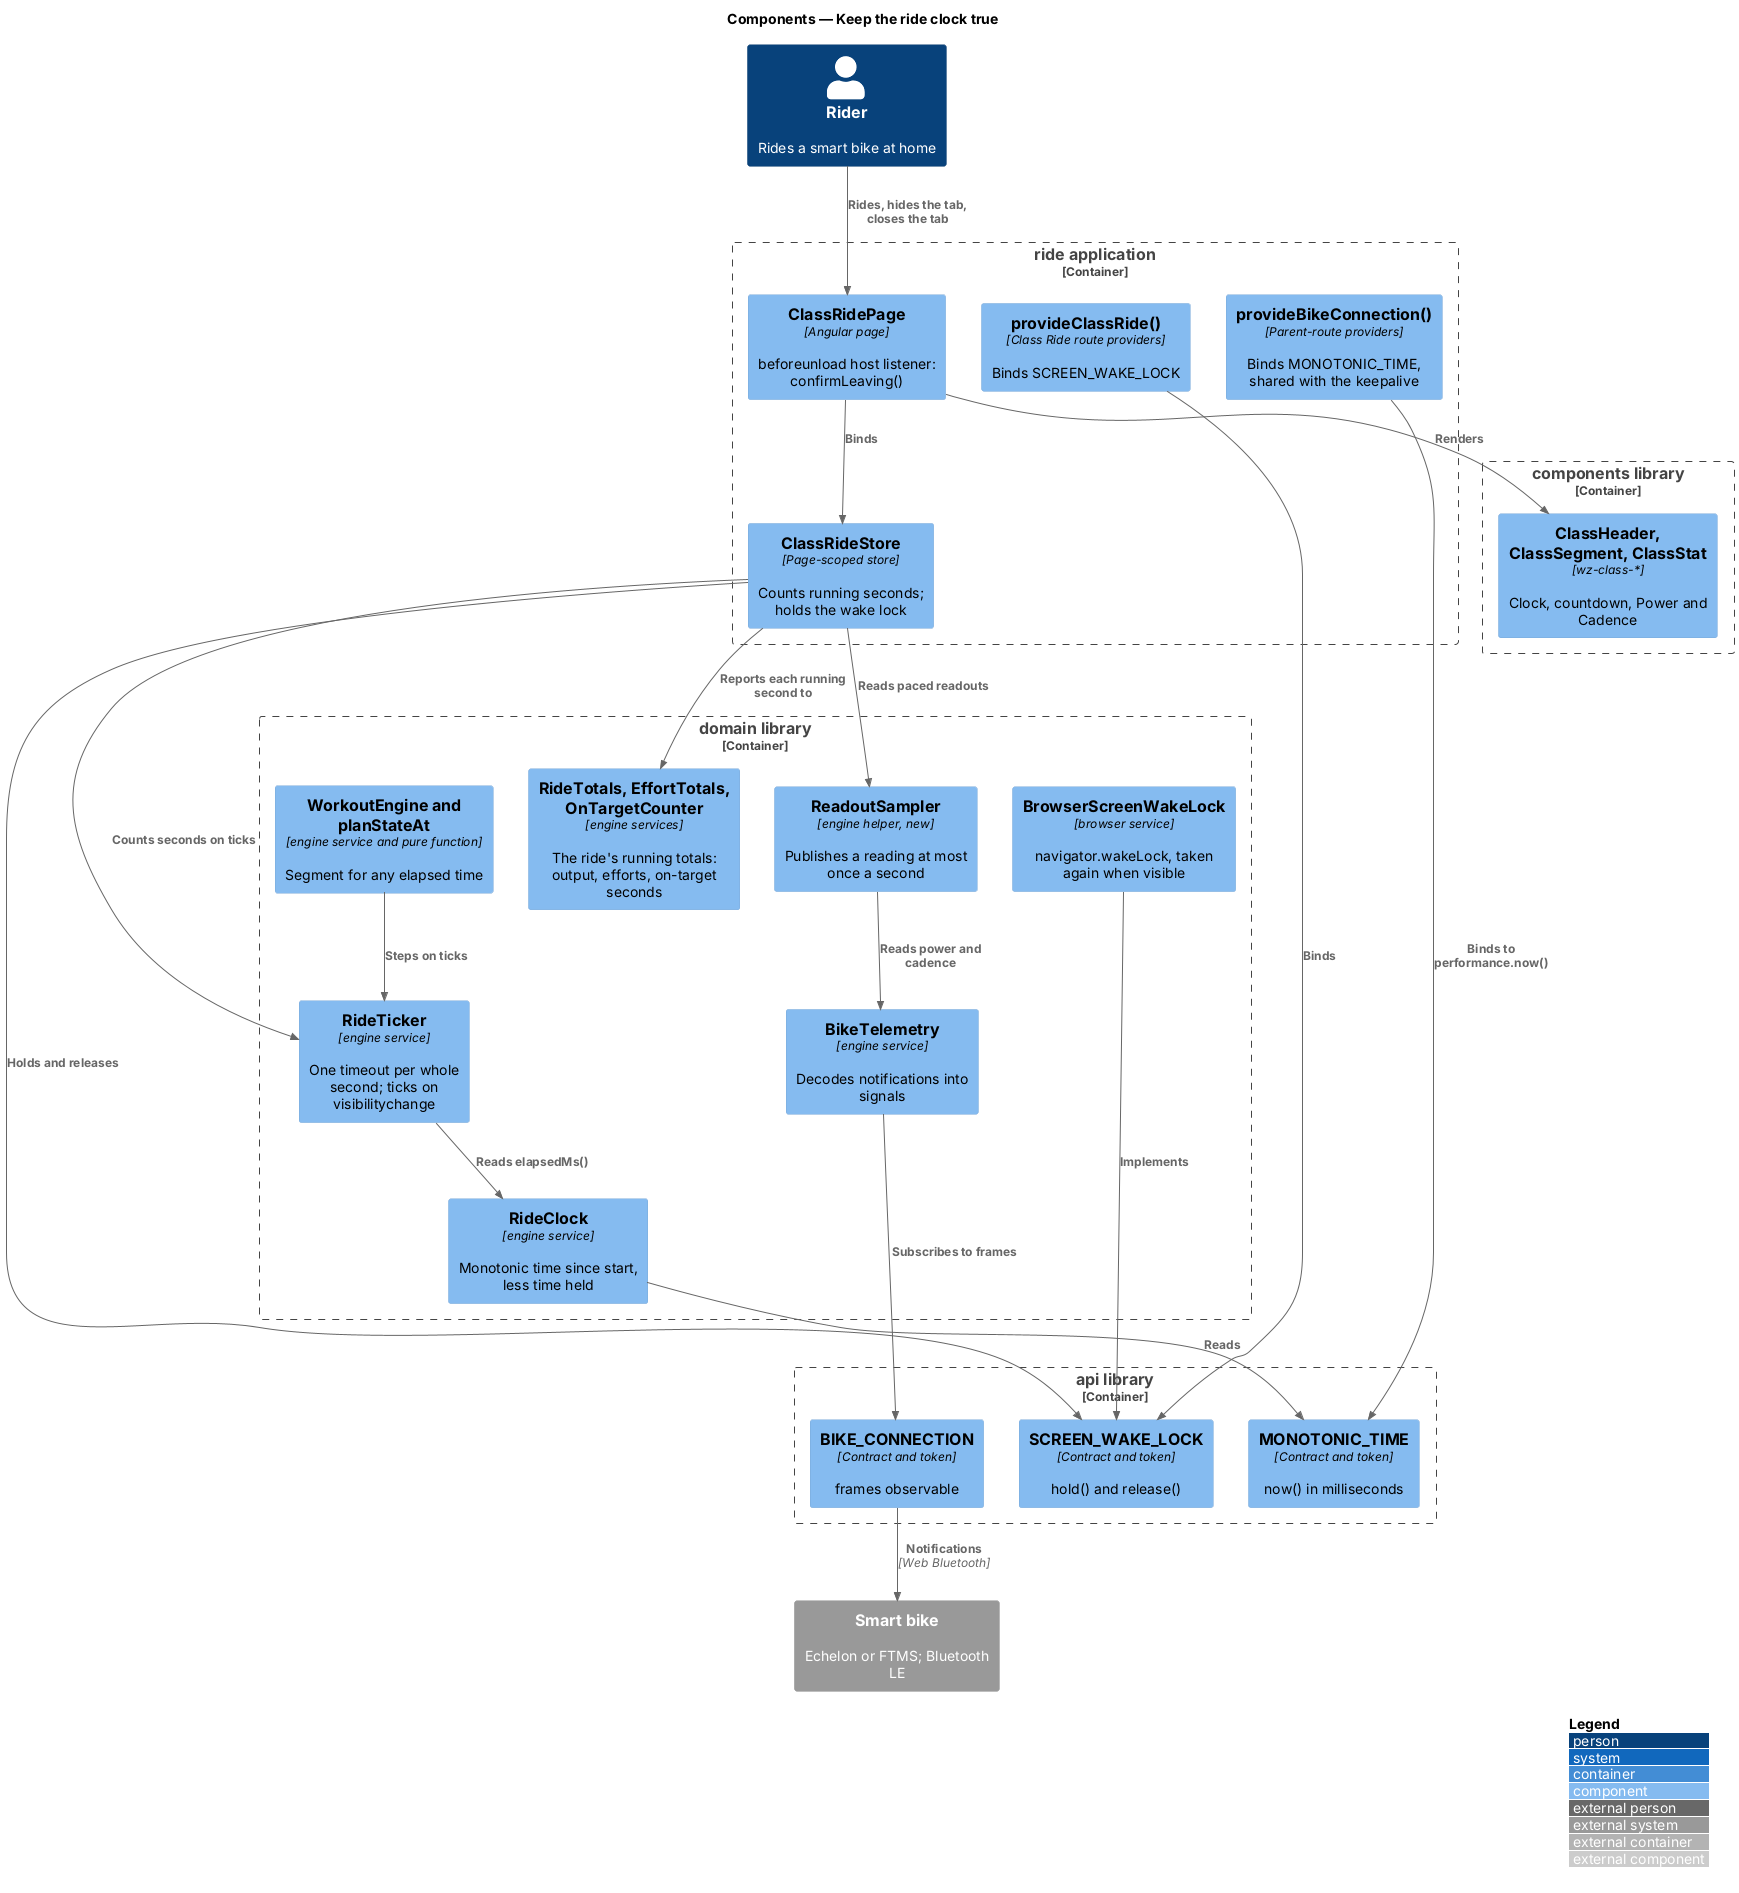 Components — Keep the ride clock true
Rider
Rides a smart bike at home
Rides, hides the tab,
closes the tab
ride application
[Container]
ClassRidePage
[Angular page]
beforeunload host listener:
confirmLeaving()
provideClassRide()
[Class Ride route providers]
Binds SCREEN_WAKE_LOCK
provideBikeConnection()
[Parent-route providers]
Binds MONOTONIC_TIME,
shared with the keepalive
Binds
Renders
components library
[Container]
ClassHeader,
ClassSegment, ClassStat
[wz-class-*]
Clock, countdown, Power and
Cadence
ClassRideStore
[Page-scoped store]
Counts running seconds;
holds the wake lock
Reports each running
second to
Reads paced readouts
domain library
[Container]
WorkoutEngine and
planStateAt
[engine service and pure function]
Segment for any elapsed time
RideTotals, EffortTotals,
OnTargetCounter
[engine services]
The ride's running totals:
output, efforts, on-target
seconds
ReadoutSampler
[engine helper, new]
Publishes a reading at most
once a second
BrowserScreenWakeLock
[browser service]
navigator.wakeLock, taken
again when visible
Counts seconds on ticks
Steps on ticks
Reads power and
cadence
Binds
Binds to
performance.now()
RideTicker
[engine service]
One timeout per whole
second; ticks on
visibilitychange
BikeTelemetry
[engine service]
Decodes notifications into
signals
Holds and releases
Reads elapsedMs()
Implements
RideClock
[engine service]
Monotonic time since start,
less time held
Subscribes to frames
Reads
api library
[Container]
BIKE_CONNECTION
[Contract and token]
frames observable
SCREEN_WAKE_LOCK
[Contract and token]
hold() and release()
MONOTONIC_TIME
[Contract and token]
now() in milliseconds
Notifications
[Web Bluetooth]
Smart bike
Echelon or FTMS; Bluetooth
LE
Legend
person
system
container
component
external person
external system
external container
external component